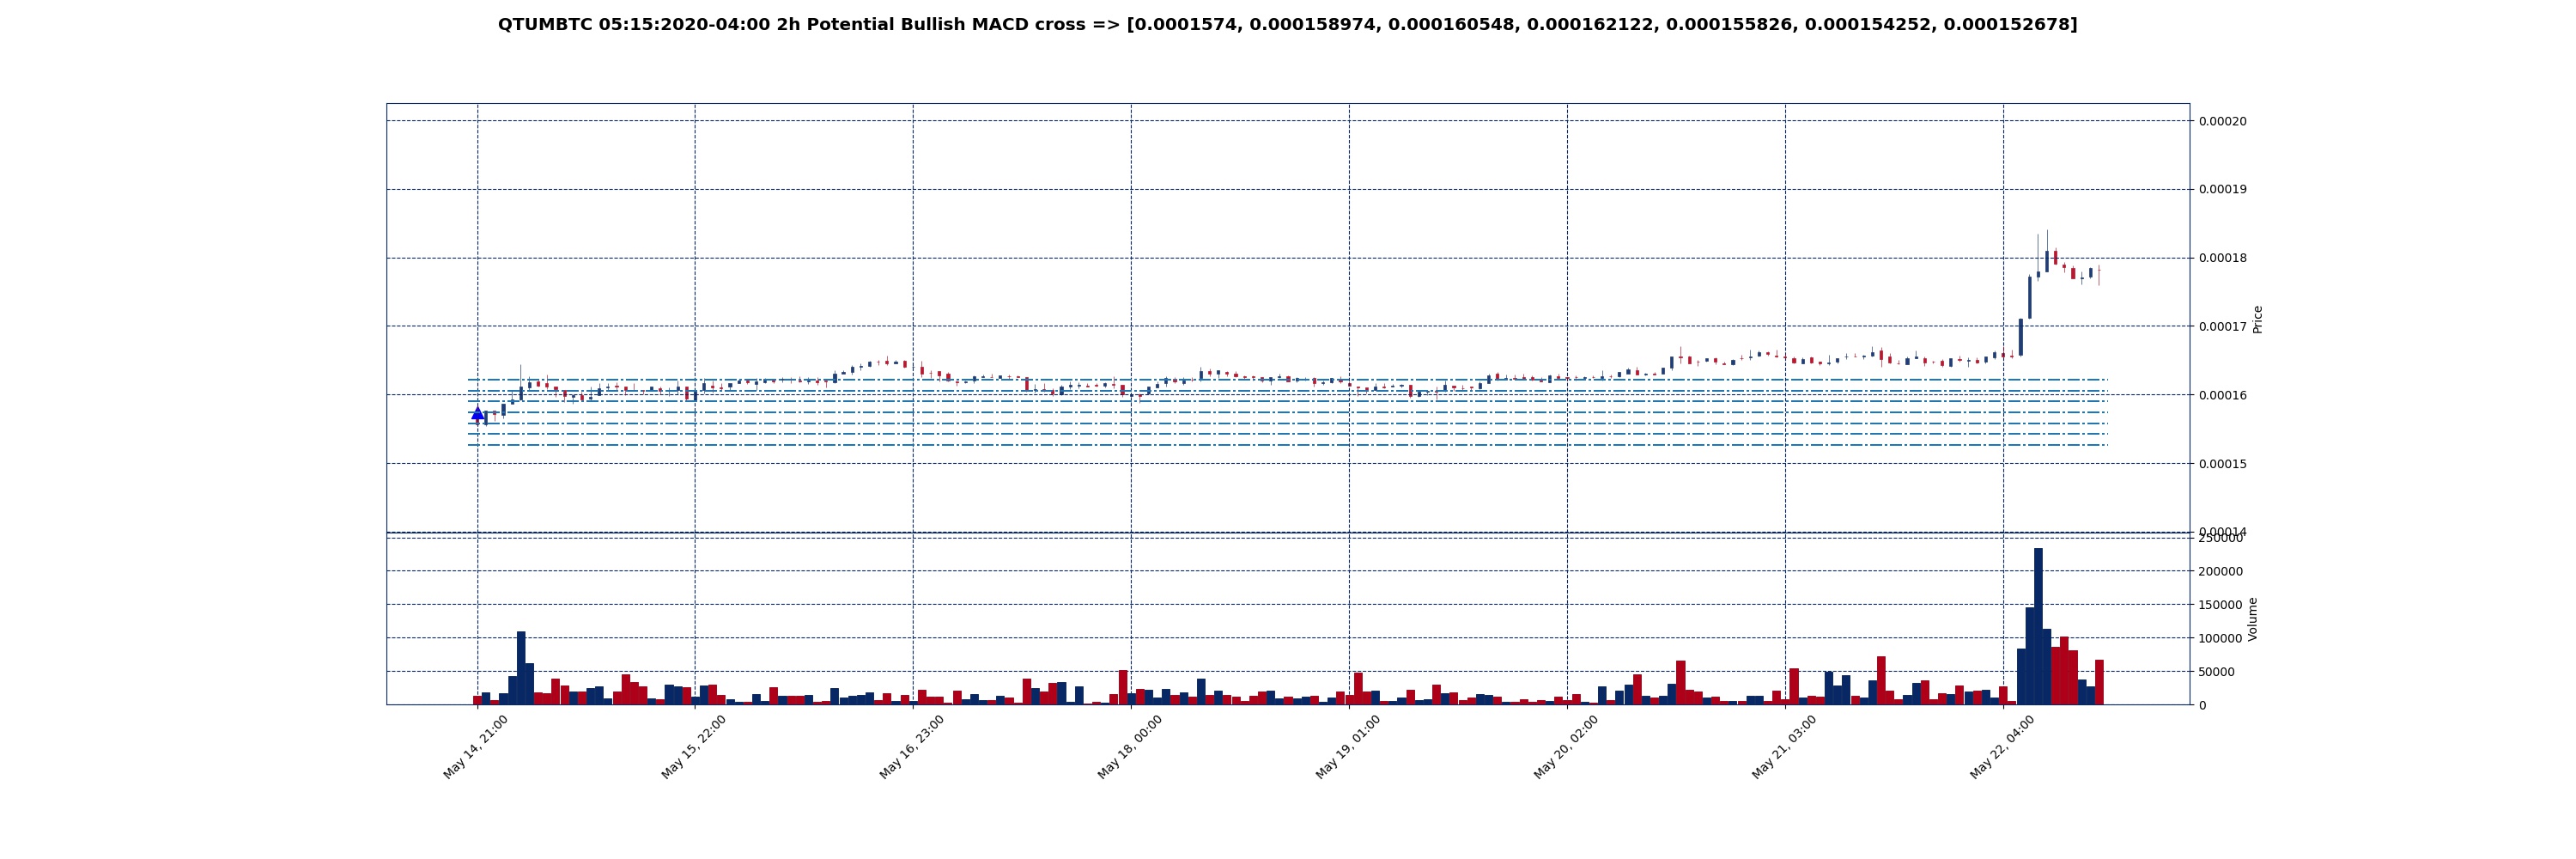 QTUMBTC 05:15:2020-04:00 2h Potential Bullish MACD cross => [0.0001574, 0.000158974, 0.000160548, 0.000162122, 0.000155826, 0.000154252, 0.000152678]
0.00020
0.00019
0.00018
0.00017
0.00016
0.00015
0.00014
Price
250000
200000
150000
100000
50000
0
Volume
May 14, 21:00
May 15, 22:00
May 16, 23:00
May 18, 00:00
May 19, 01:00
May 20, 02:00
May 21, 03:00
May 22, 04:00